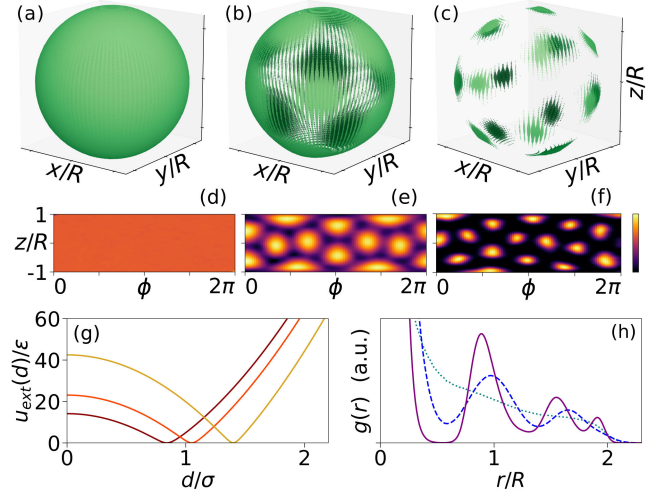 (a) (b) (c)
x/R y/R x/R y/R x/R y/R z/R
(d) (e) (f)
z/R 1 -1 0 ϕ 2π 0 ϕ 2π 0 ϕ 2π
(g)
u_ext(d)/ε
60
40
20
0
0 1 2
d/σ
(h)
g(r) (a.u.)
0 1 2
r/R